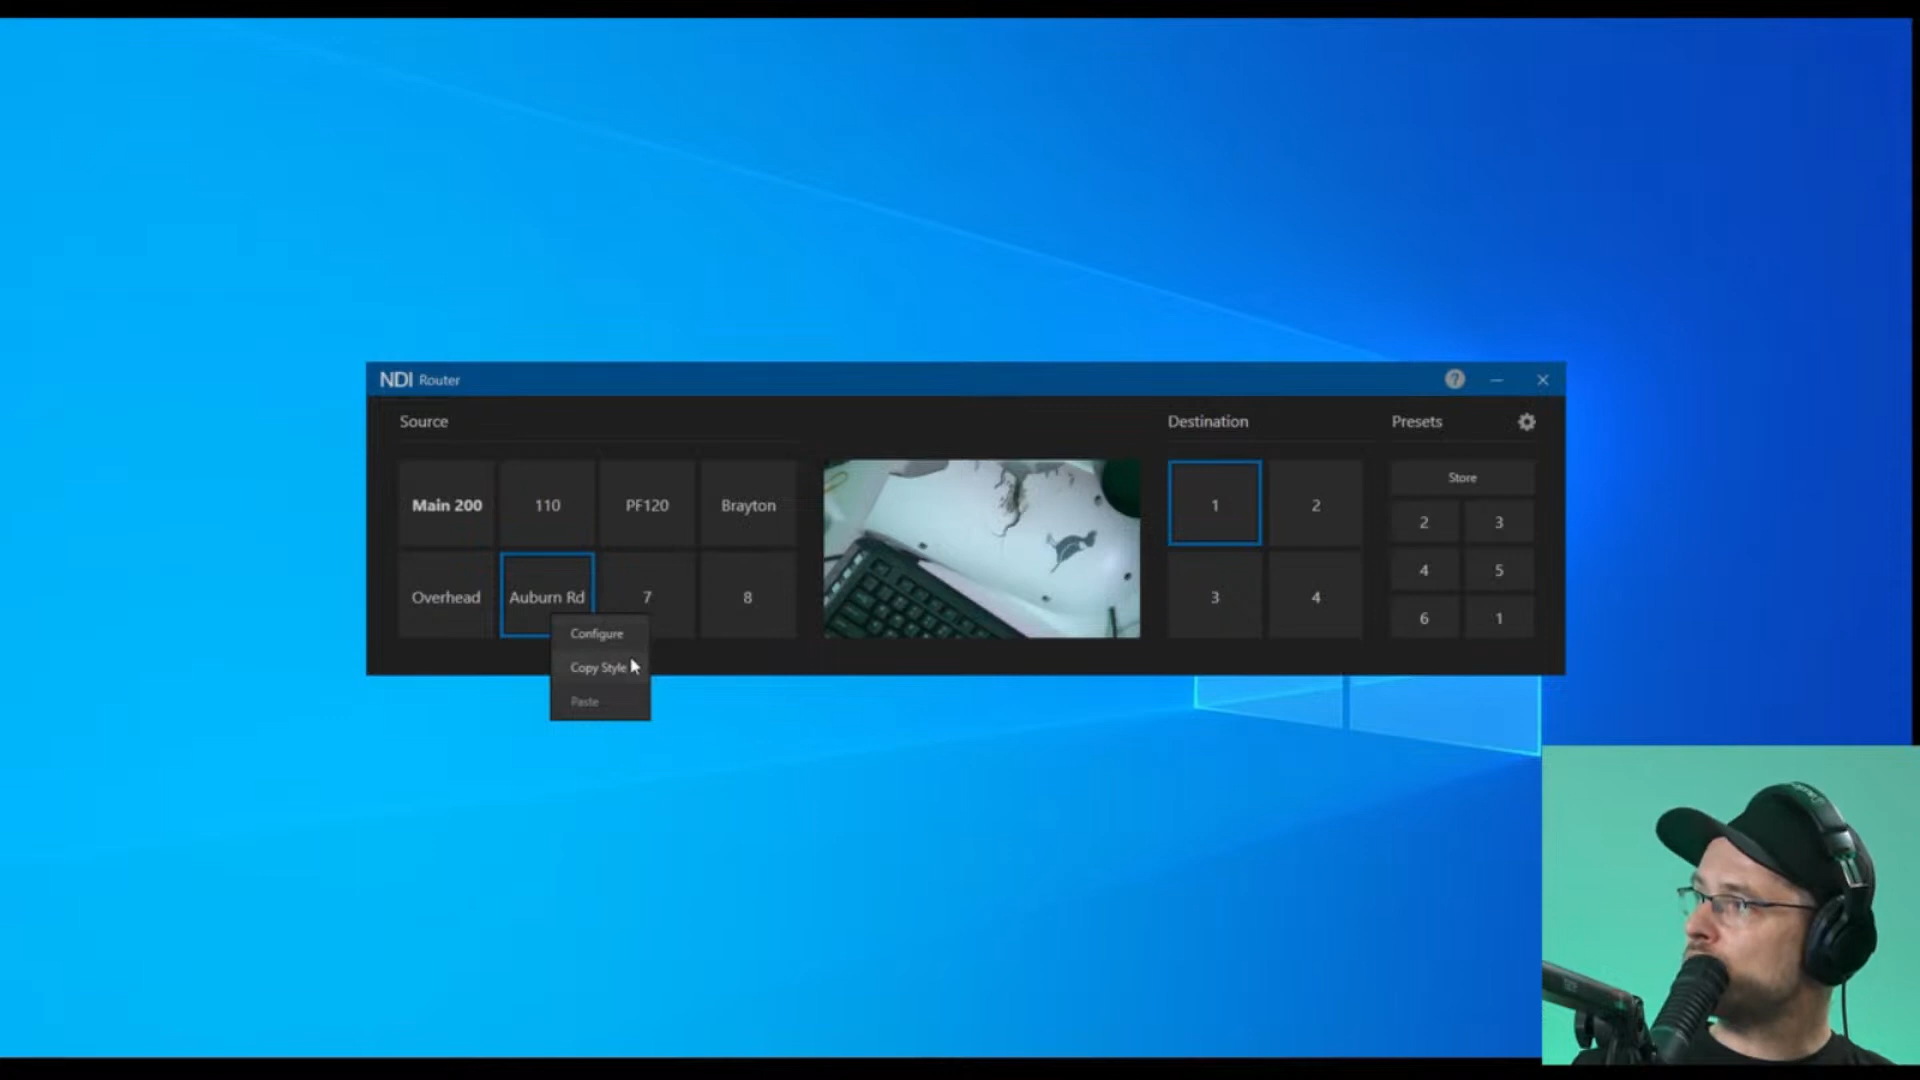 NDI Router
?
Source
Destination
Presets
Main 200
110
PF120
Brayton
Overhead
Auburn Rd
7
8
Configure
Copy Style
Paste
1
2
3
4
Store
2
3
4
5
6
1